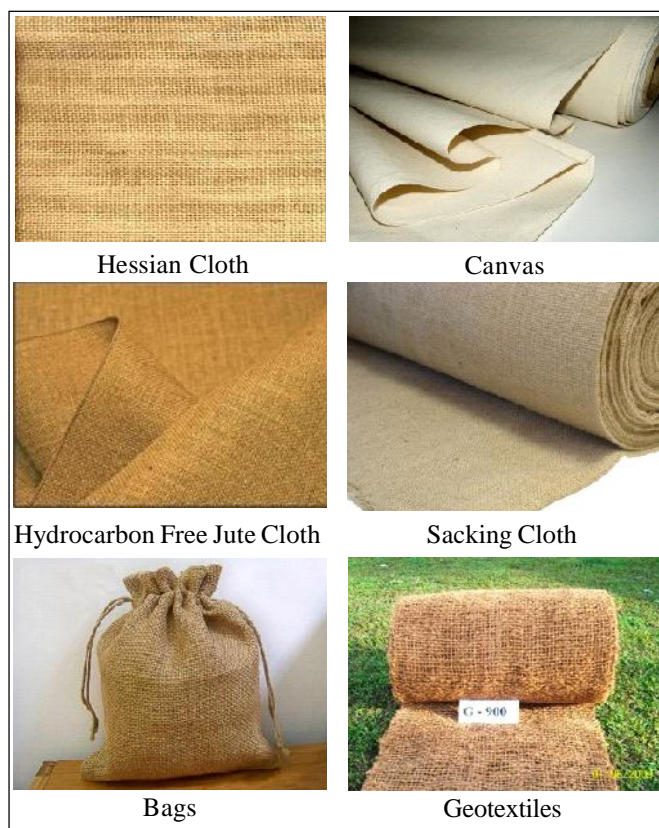 Hessian Cloth
Canvas
Hydrocarbon Free Jute Cloth
Sacking Cloth
G - 900
Bags
Geotextiles